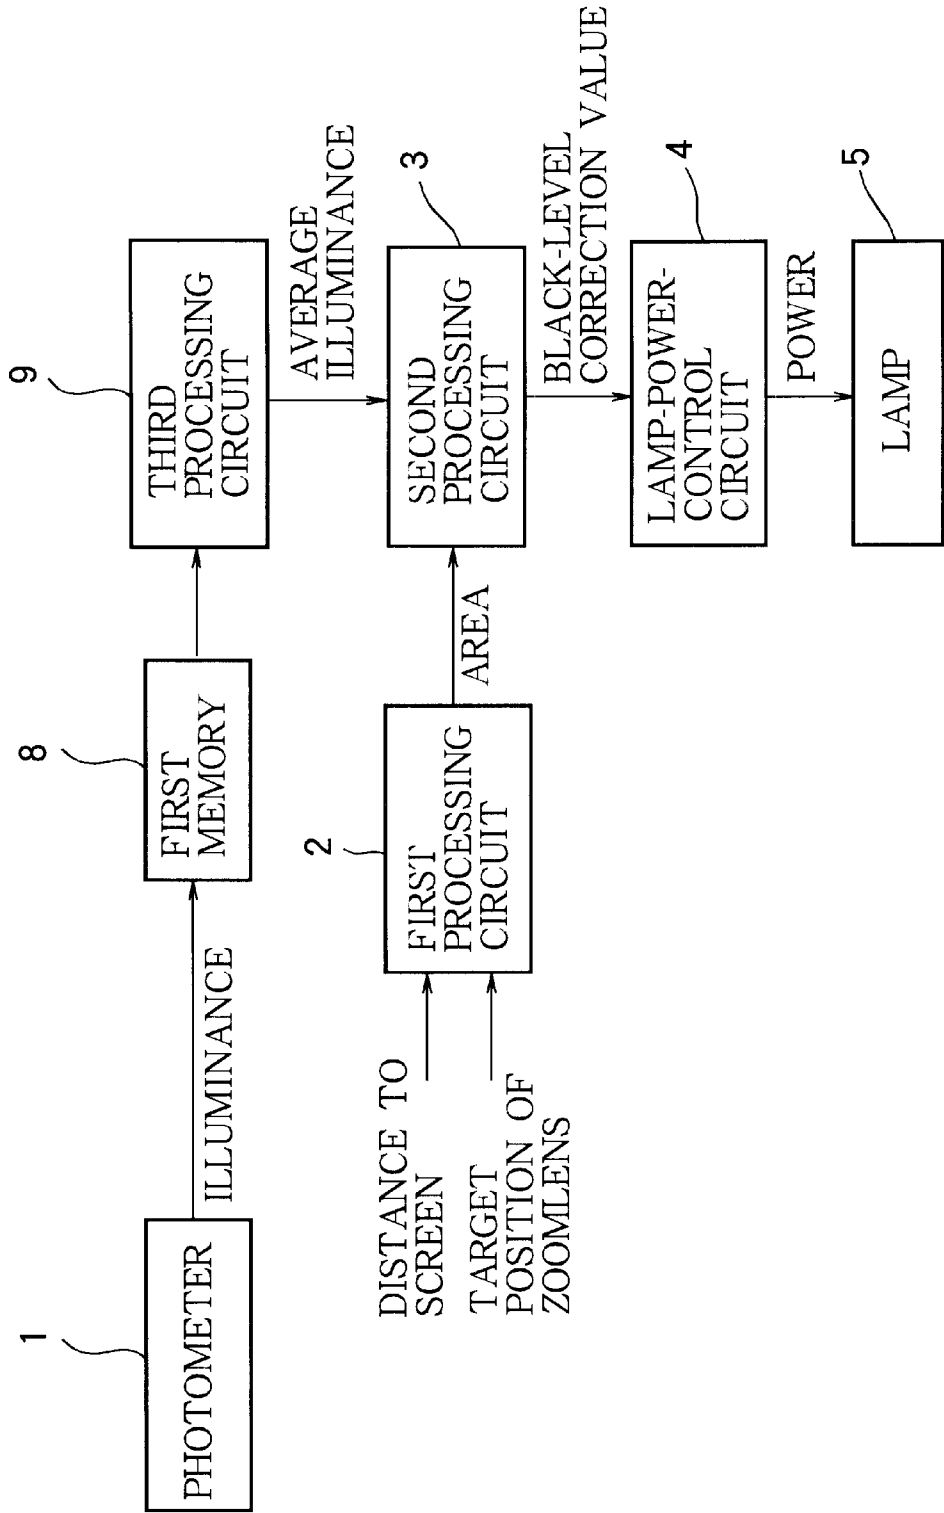 1
PHOTOMETER
ILLUMINANCE
8
FIRST
MEMORY
9
THIRD
PROCESSING
CIRCUIT
AVERAGE
ILLUMINANCE
DISTANCE TO
SCREEN
TARGET
POSITION OF
ZOOMLENS
2
FIRST
PROCESSING
CIRCUIT
AREA
3
SECOND
PROCESSING
CIRCUIT
BLACK-LEVEL
CORRECTION VALUE
4
LAMP-POWER-
CONTROL
CIRCUIT
POWER
5
LAMP